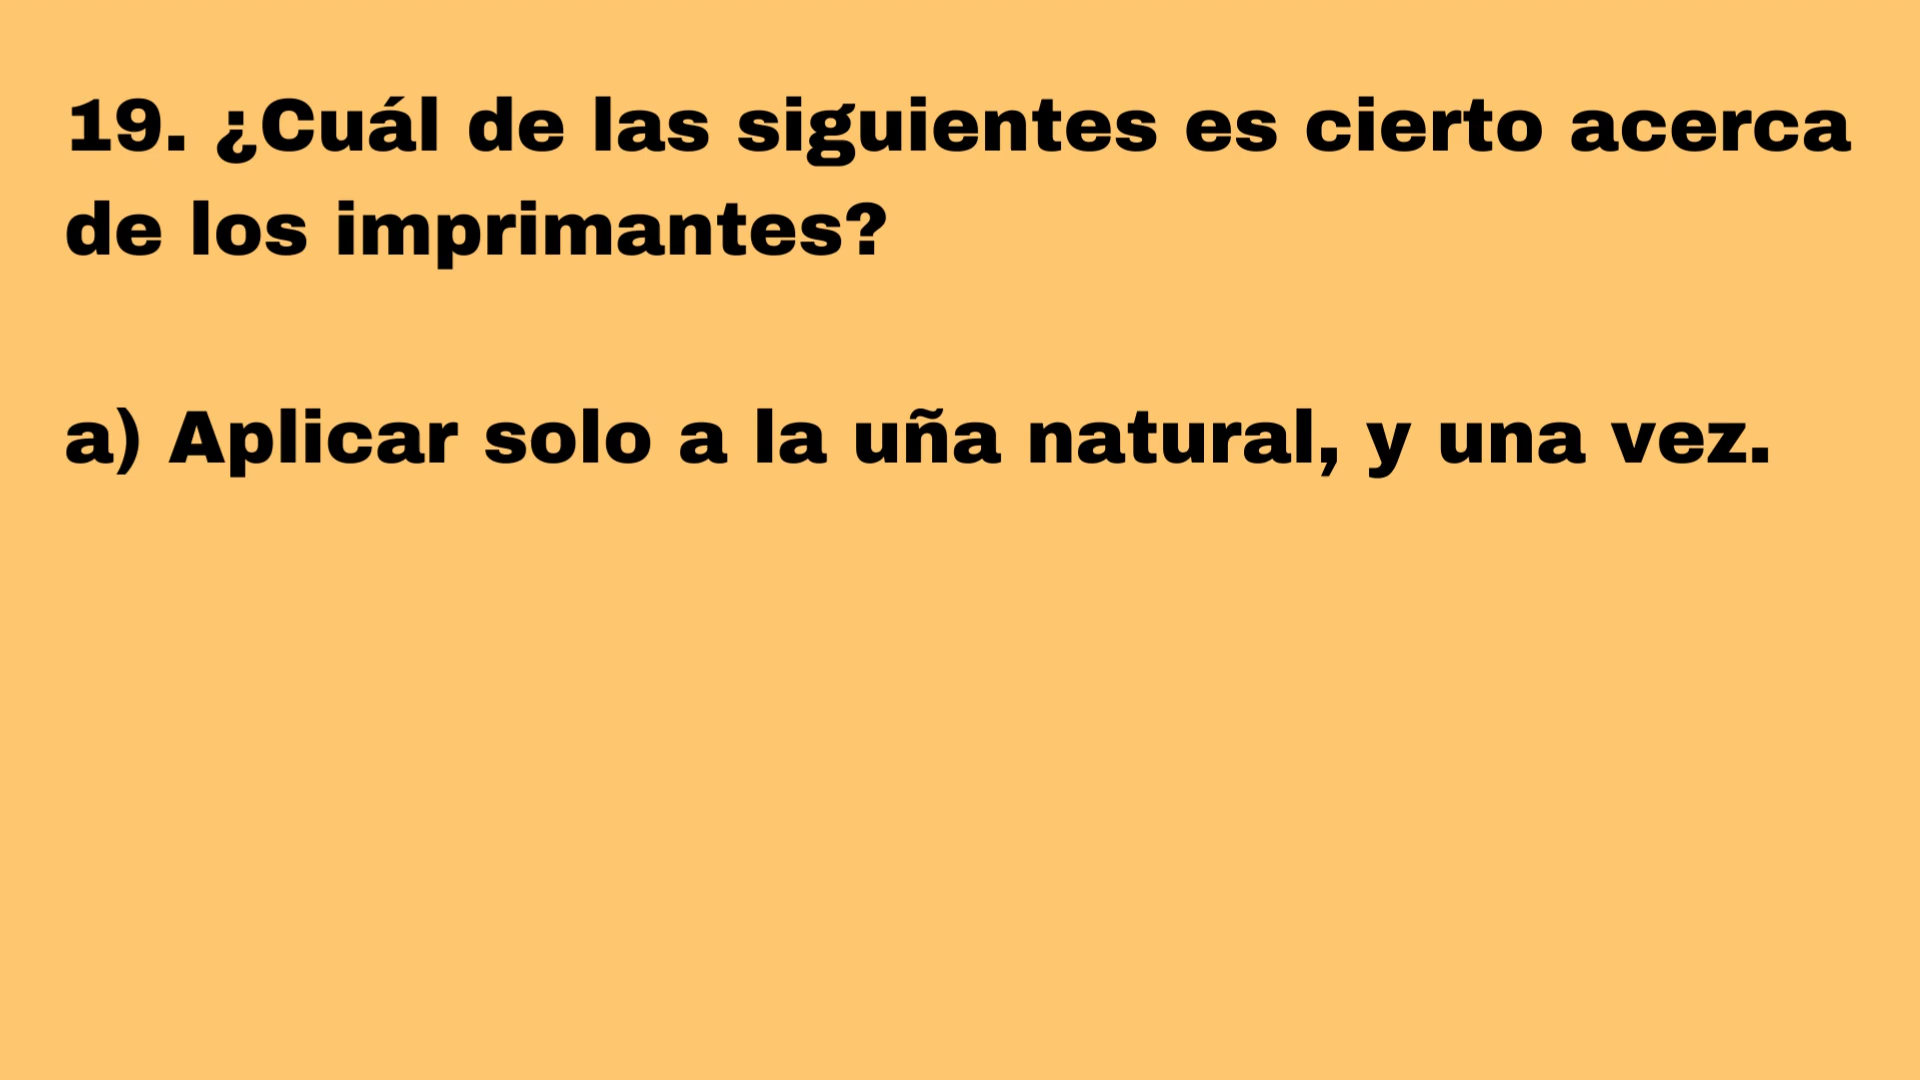 19. ¿Cuál de las siguientes es cierto acerca
de los imprimantes?
a) Aplicar solo a la uña natural, y una vez.